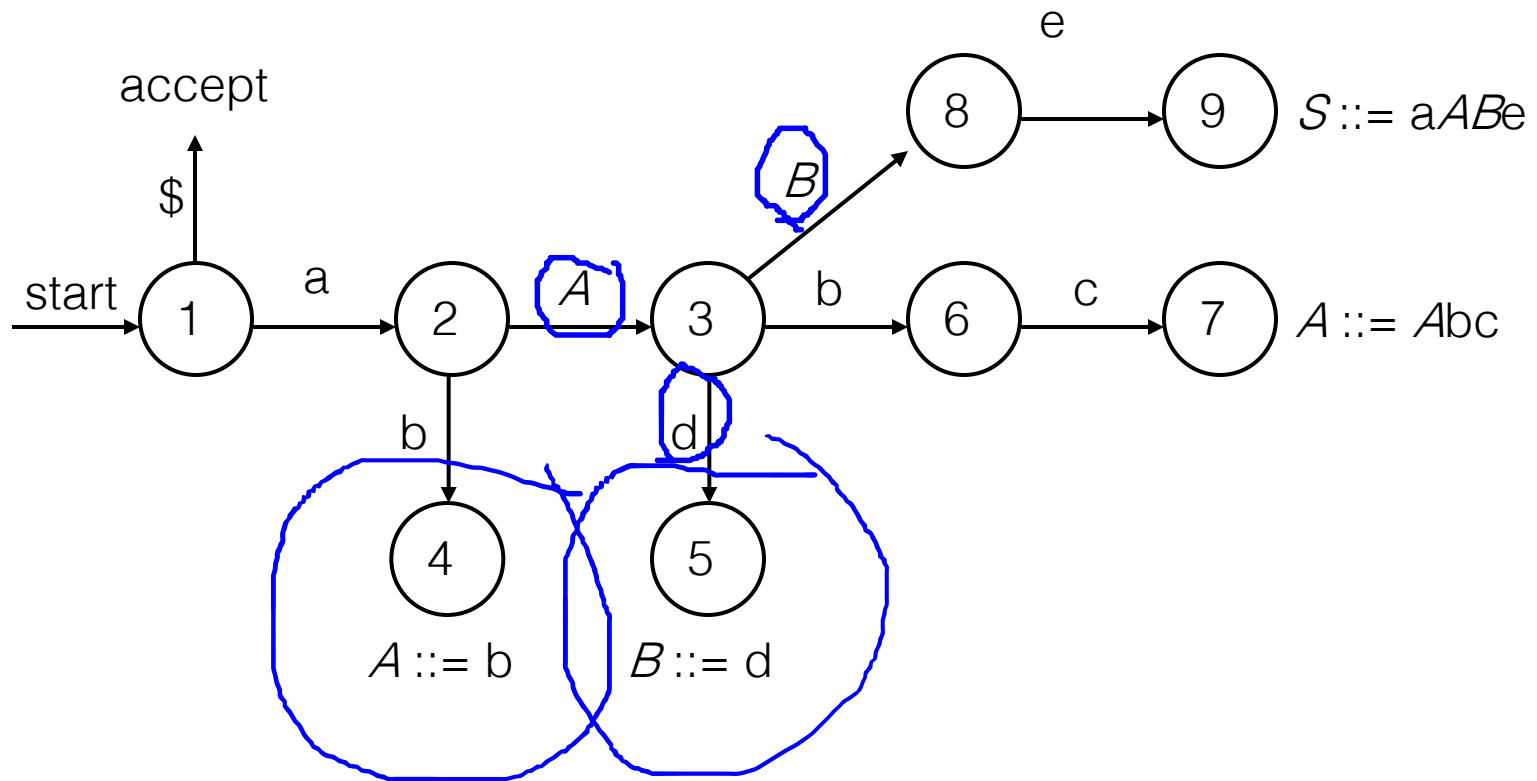 e
accept
8
9
S ::= aABe
B
$
start
1
a
2
A
3
b
6
c
7
A ::= Abc
b
d
4
5
A ::= b
B ::= d